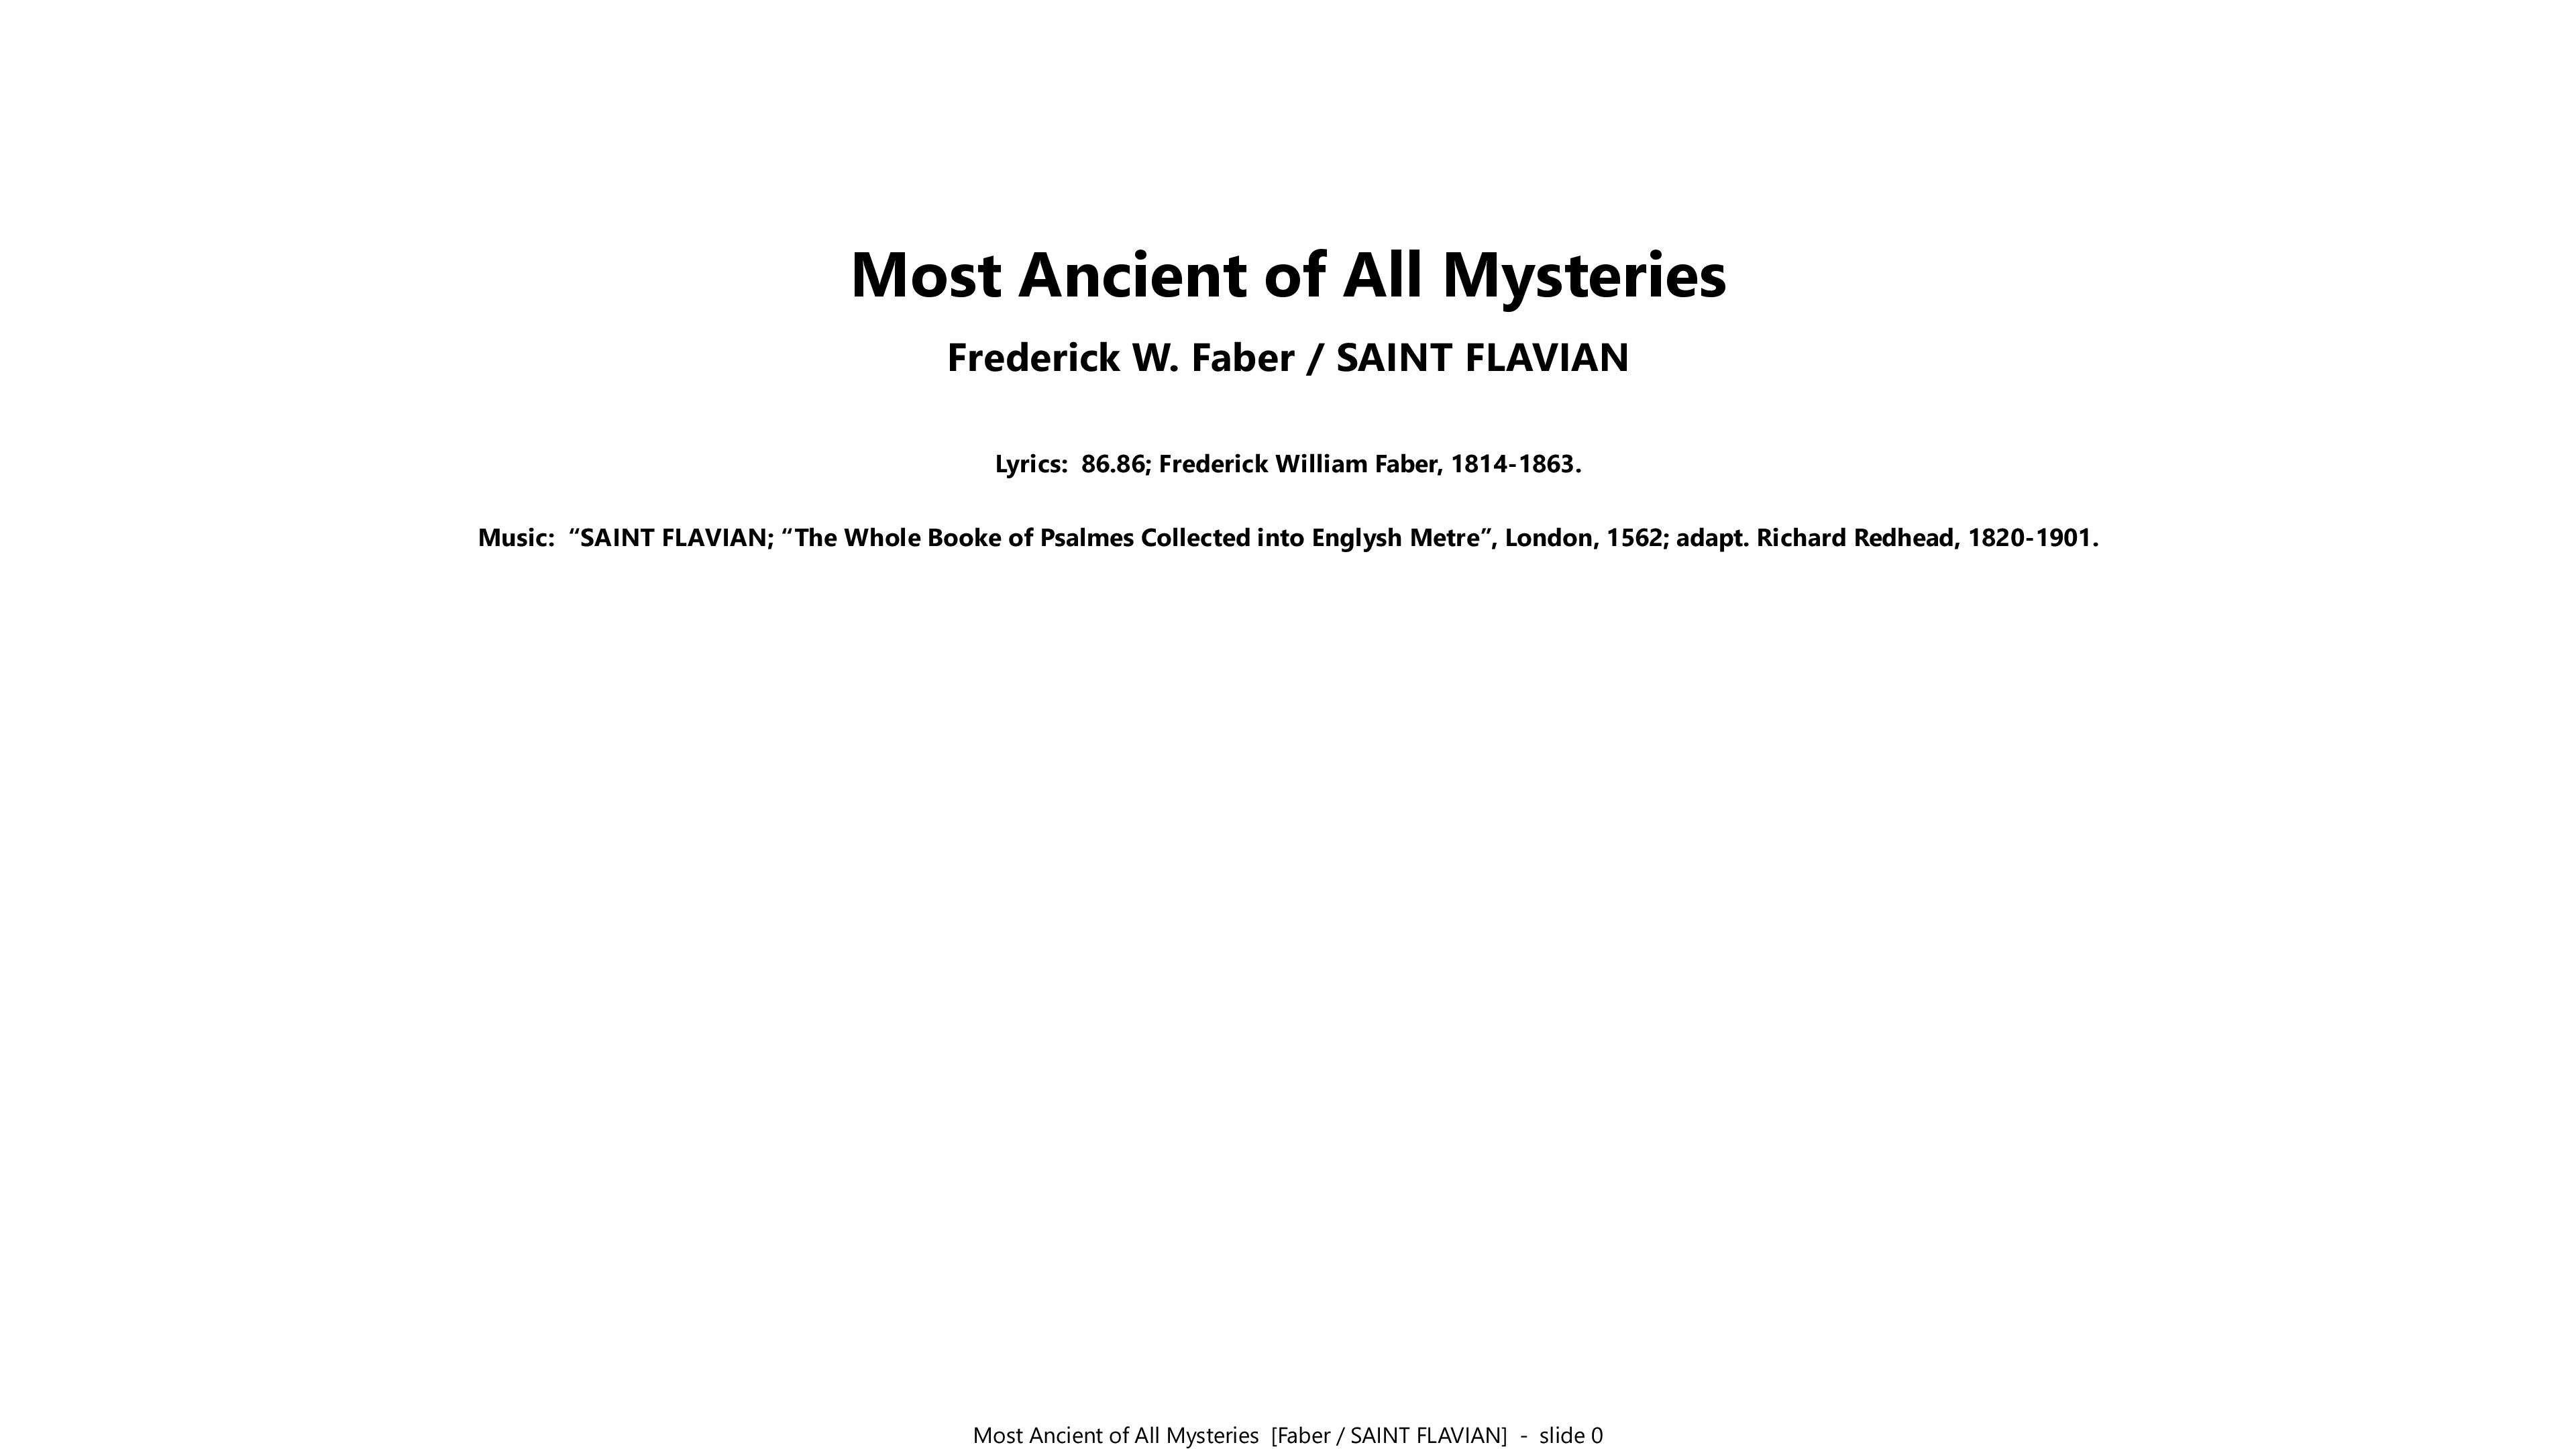 Most Ancient of All Mysteries
Frederick W. Faber / SAINT FLAVIAN
Lyrics:  86.86; Frederick William Faber, 1814-1863.
Music:  “SAINT FLAVIAN; “The Whole Booke of Psalmes Collected into Englysh Metre”, London, 1562; adapt. Richard Redhead, 1820-1901.
Most Ancient of All Mysteries  [Faber / SAINT FLAVIAN]  -  slide 0